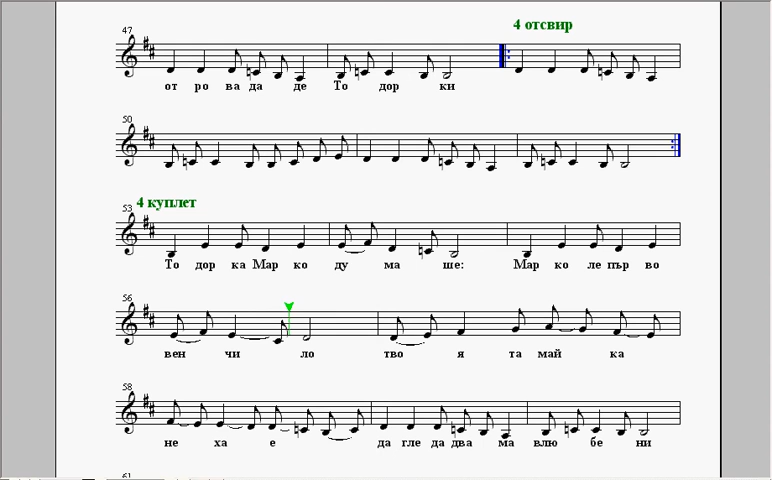 4 отсвир
47
от ро ва да де То дор ки
50
4 куплет
53
То дор ка Мар ко ду ма ше: Мар ко ле пър во
56
вен чи ло тво я та май ка
58
не ха е да гле да два ма влю бе ни
61